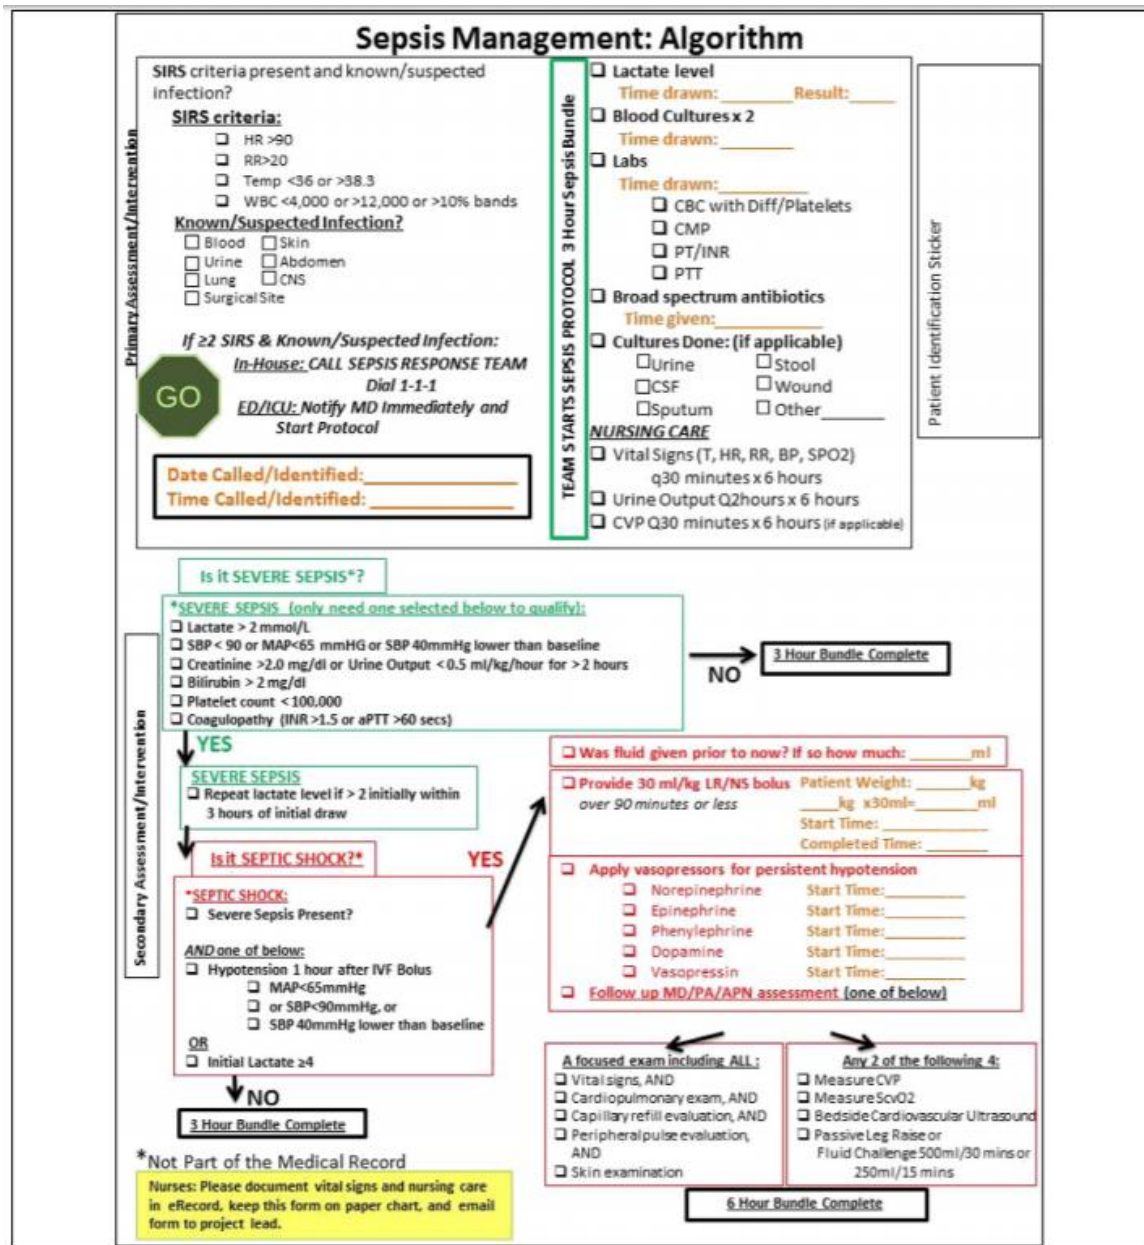 Sepsis Management: Algorithm
Primary Assessment/Intervention
SIRS criteria present and known/suspected
infection?
SIRS criteria:
HR >90
RR>20
Temp <36 or >38.3
WBC <4,000 or >12,000 or >10% bands
Known/Suspected Infection?
Blood Skin
Urine Abdomen
Lung CNS
Surgical Site
If ≥2 SIRS & Known/Suspected Infection:
In-House: CALL SEPSIS RESPONSE TEAM
Dial 1-1-1
GO
ED/ICU: Notify MD Immediately and
Start Protocol
Date Called/Identified:
Time Called/Identified:
TEAM STARTS SEPSIS PROTOCOL 3 Hour Sepsis Bundle
Lactate level
Time drawn:_______ Result:_____
Blood Cultures x 2
Time drawn:_______
Labs
Time drawn:_________
CBC with Diff/Platelets
CMP
PT/INR
PTT
Broad spectrum antibiotics
Time given:___________
Cultures Done: (if applicable)
Urine Stool
CSF Wound
Sputum Other______
NURSING CARE
Vital Signs (T, HR, RR, BP, SPO2)
q30 minutes x 6 hours
Urine Output Q2hours x 6 hours
CVP Q30 minutes x 6 hours (if applicable)
Patient Identification Sticker
Secondary Assessment/Intervention
Is it SEVERE SEPSIS*?
*SEVERE SEPSIS (only need one selected below to qualify):
Lactate > 2 mmol/L
SBP < 90 or MAP<65 mmHG or SBP 40mmHg lower than baseline
Creatinine >2.0 mg/dl or Urine Output <0.5 ml/kg/hour for >2 hours
Bilirubin > 2 mg/dl
Platelet count <100,000
Coagulopathy (INR >1.5 or aPTT >60 secs)
NO
3 Hour Bundle Complete
YES
SEVERE SEPSIS
Repeat lactate level if > 2 initially within
3 hours of initial draw
Is it SEPTIC SHOCK?*
YES
*SEPTIC SHOCK:
Severe Sepsis Present?
AND one of below:
Hypotension 1 hour after IVF Bolus
MAP<65mmHg
or SBP<90mmHg, or
SBP 40mmHg lower than baseline
OR
Initial Lactate ≥4
NO
3 Hour Bundle Complete
Was fluid given prior to now? If so how much: ______ml
Provide 30 ml/kg LR/NS bolus Patient Weight: _____kg
over 90 minutes or less ____kg x30ml=______ml
Start Time: __________
Completed Time: ______
Apply vasopressors for persistent hypotension
Norepinephrine Start Time:________
Epinephrine Start Time:________
Phenylephrine Start Time:________
Dopamine Start Time:________
Vasopressin Start Time:________
Follow up MD/PA/APN assessment (one of below)
A focused exam including ALL :
Vital signs, AND
Cardiopulmonary exam, AND
Capillary refill evaluation, AND
Peripheral pulse evaluation,
AND
Skin examination
Any 2 of the following 4:
Measure CVP
Measure ScvO2
Bedside Cardiovascular Ultrasound
Passive Leg Raise or
Fluid Challenge 500ml/30 mins or
250ml/15 mins
6 Hour Bundle Complete
*Not Part of the Medical Record
Nurses: Please document vital signs and nursing care
in eRecord, keep this form on paper chart, and email
form to project lead.